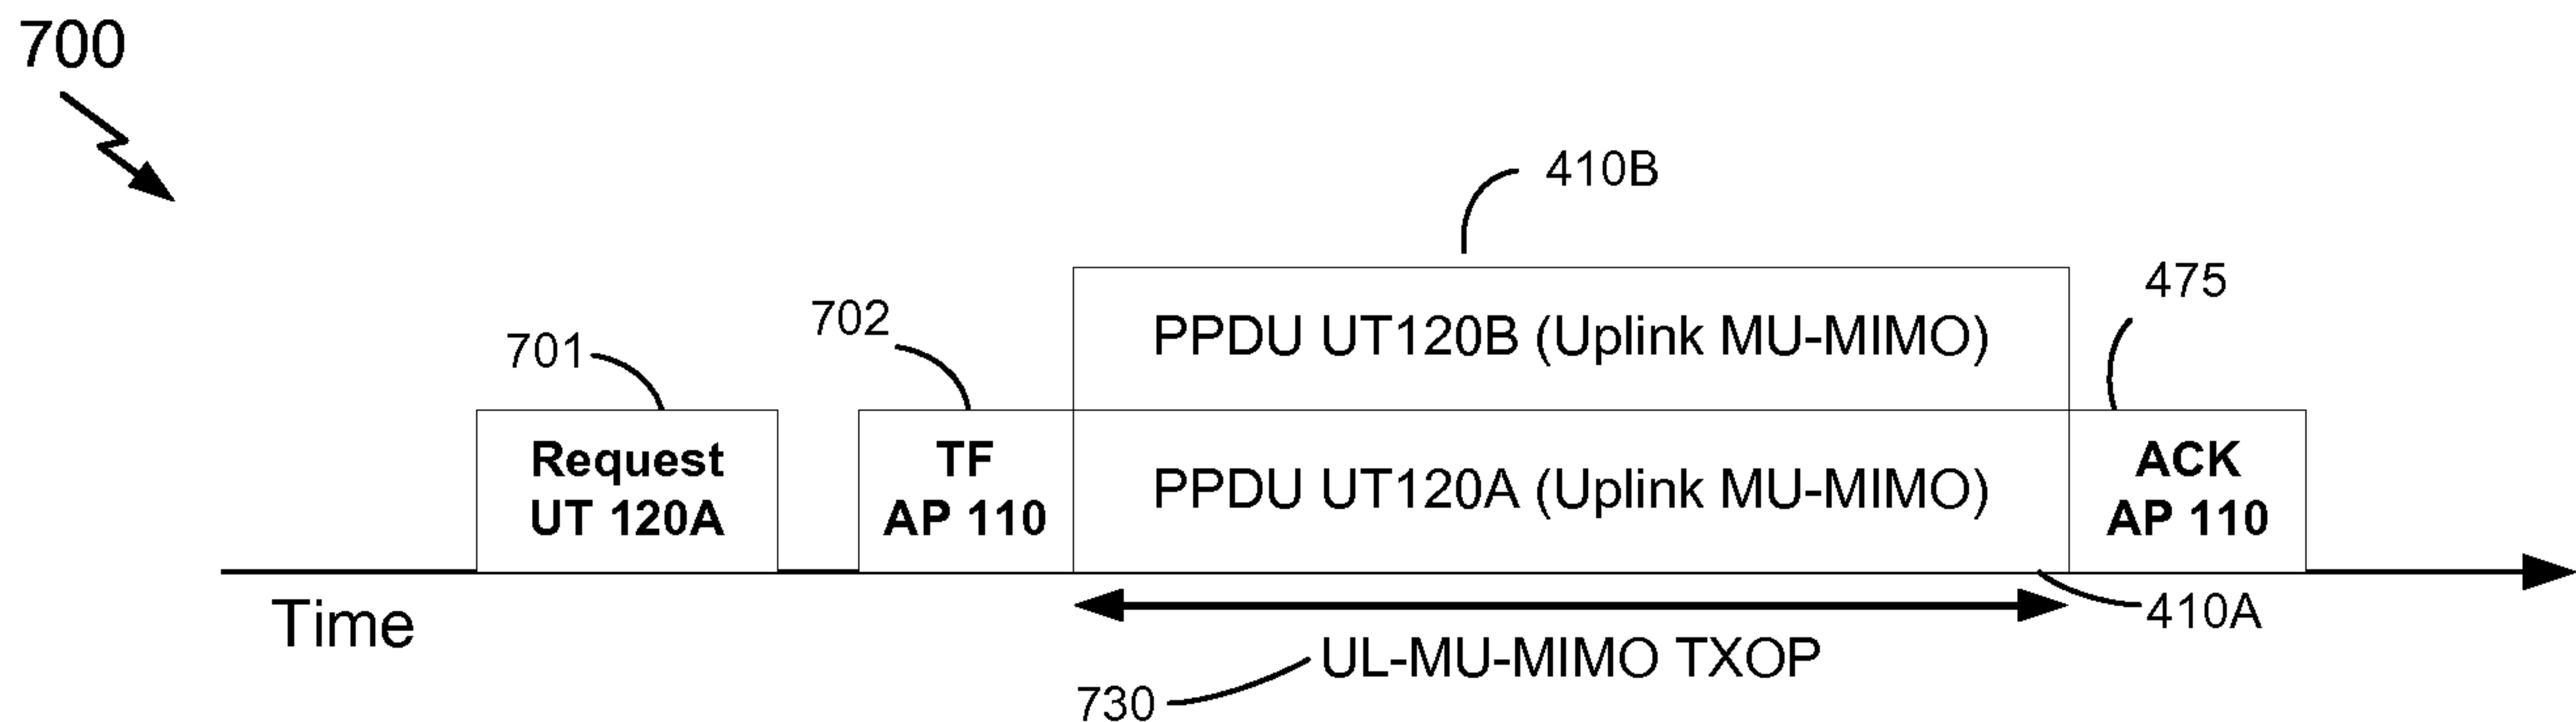 700
410B
475
702
701
PPDU UT120B (Uplink MU-MIMO)
Request
UT 120A
TF
AP 110
PPDU UT120A (Uplink MU-MIMO)
ACK
AP 110
Time
410A
UL-MU-MIMO TXOP
730